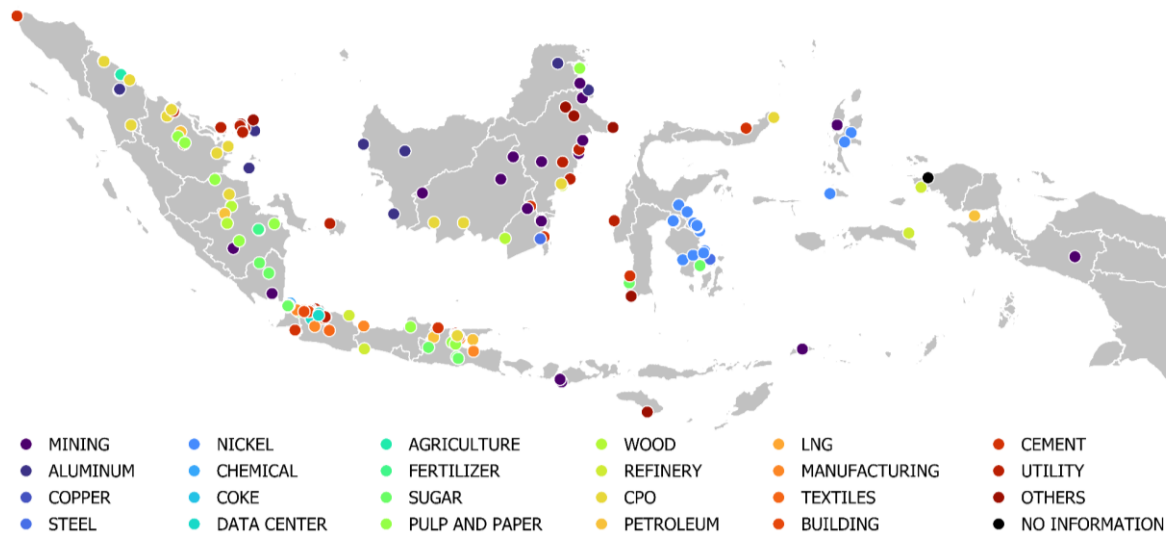 MINING NICKEL AGRICULTURE WOOD LNG CEMENT
ALUMINUM CHEMICAL FERTILIZER REFINERY MANUFACTURING UTILITY
COPPER COKE SUGAR CPO TEXTILES OTHERS
STEEL DATA CENTER PULP AND PAPER PETROLEUM BUILDING NO INFORMATION